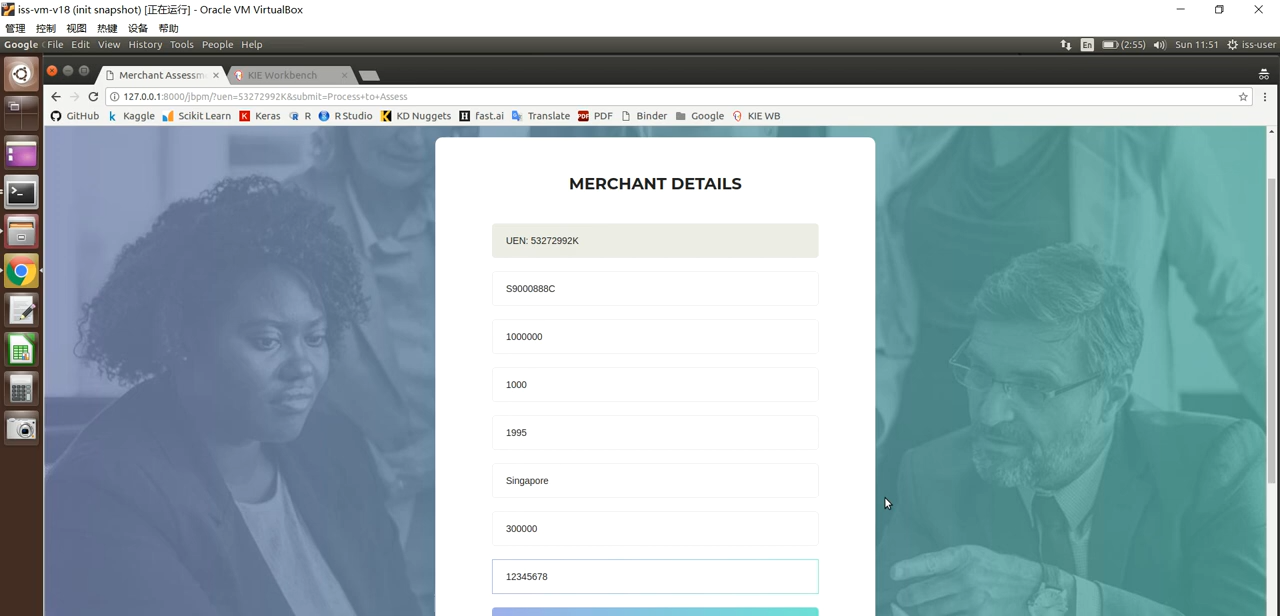 iss-vm-v18 (init snapshot) [正在运行] - Oracle VM VirtualBox
管理 控制 视图 热键 设备 帮助
Google File Edit View History Tools People Help En (2:55) Sun 11:51 iss-user
Merchant Assessm KIE Workbench
127.0.0.1:8000/jbpm/?uen=53272992K&submit=Process+to+Assess
GitHub Kaggle Scikit Learn Keras R R Studio KD Nuggets fast.ai Translate PDF Binder Google KIE WB
MERCHANT DETAILS
UEN: 53272992K
S9000888C
1000000
1000
1995
Singapore
300000
12345678